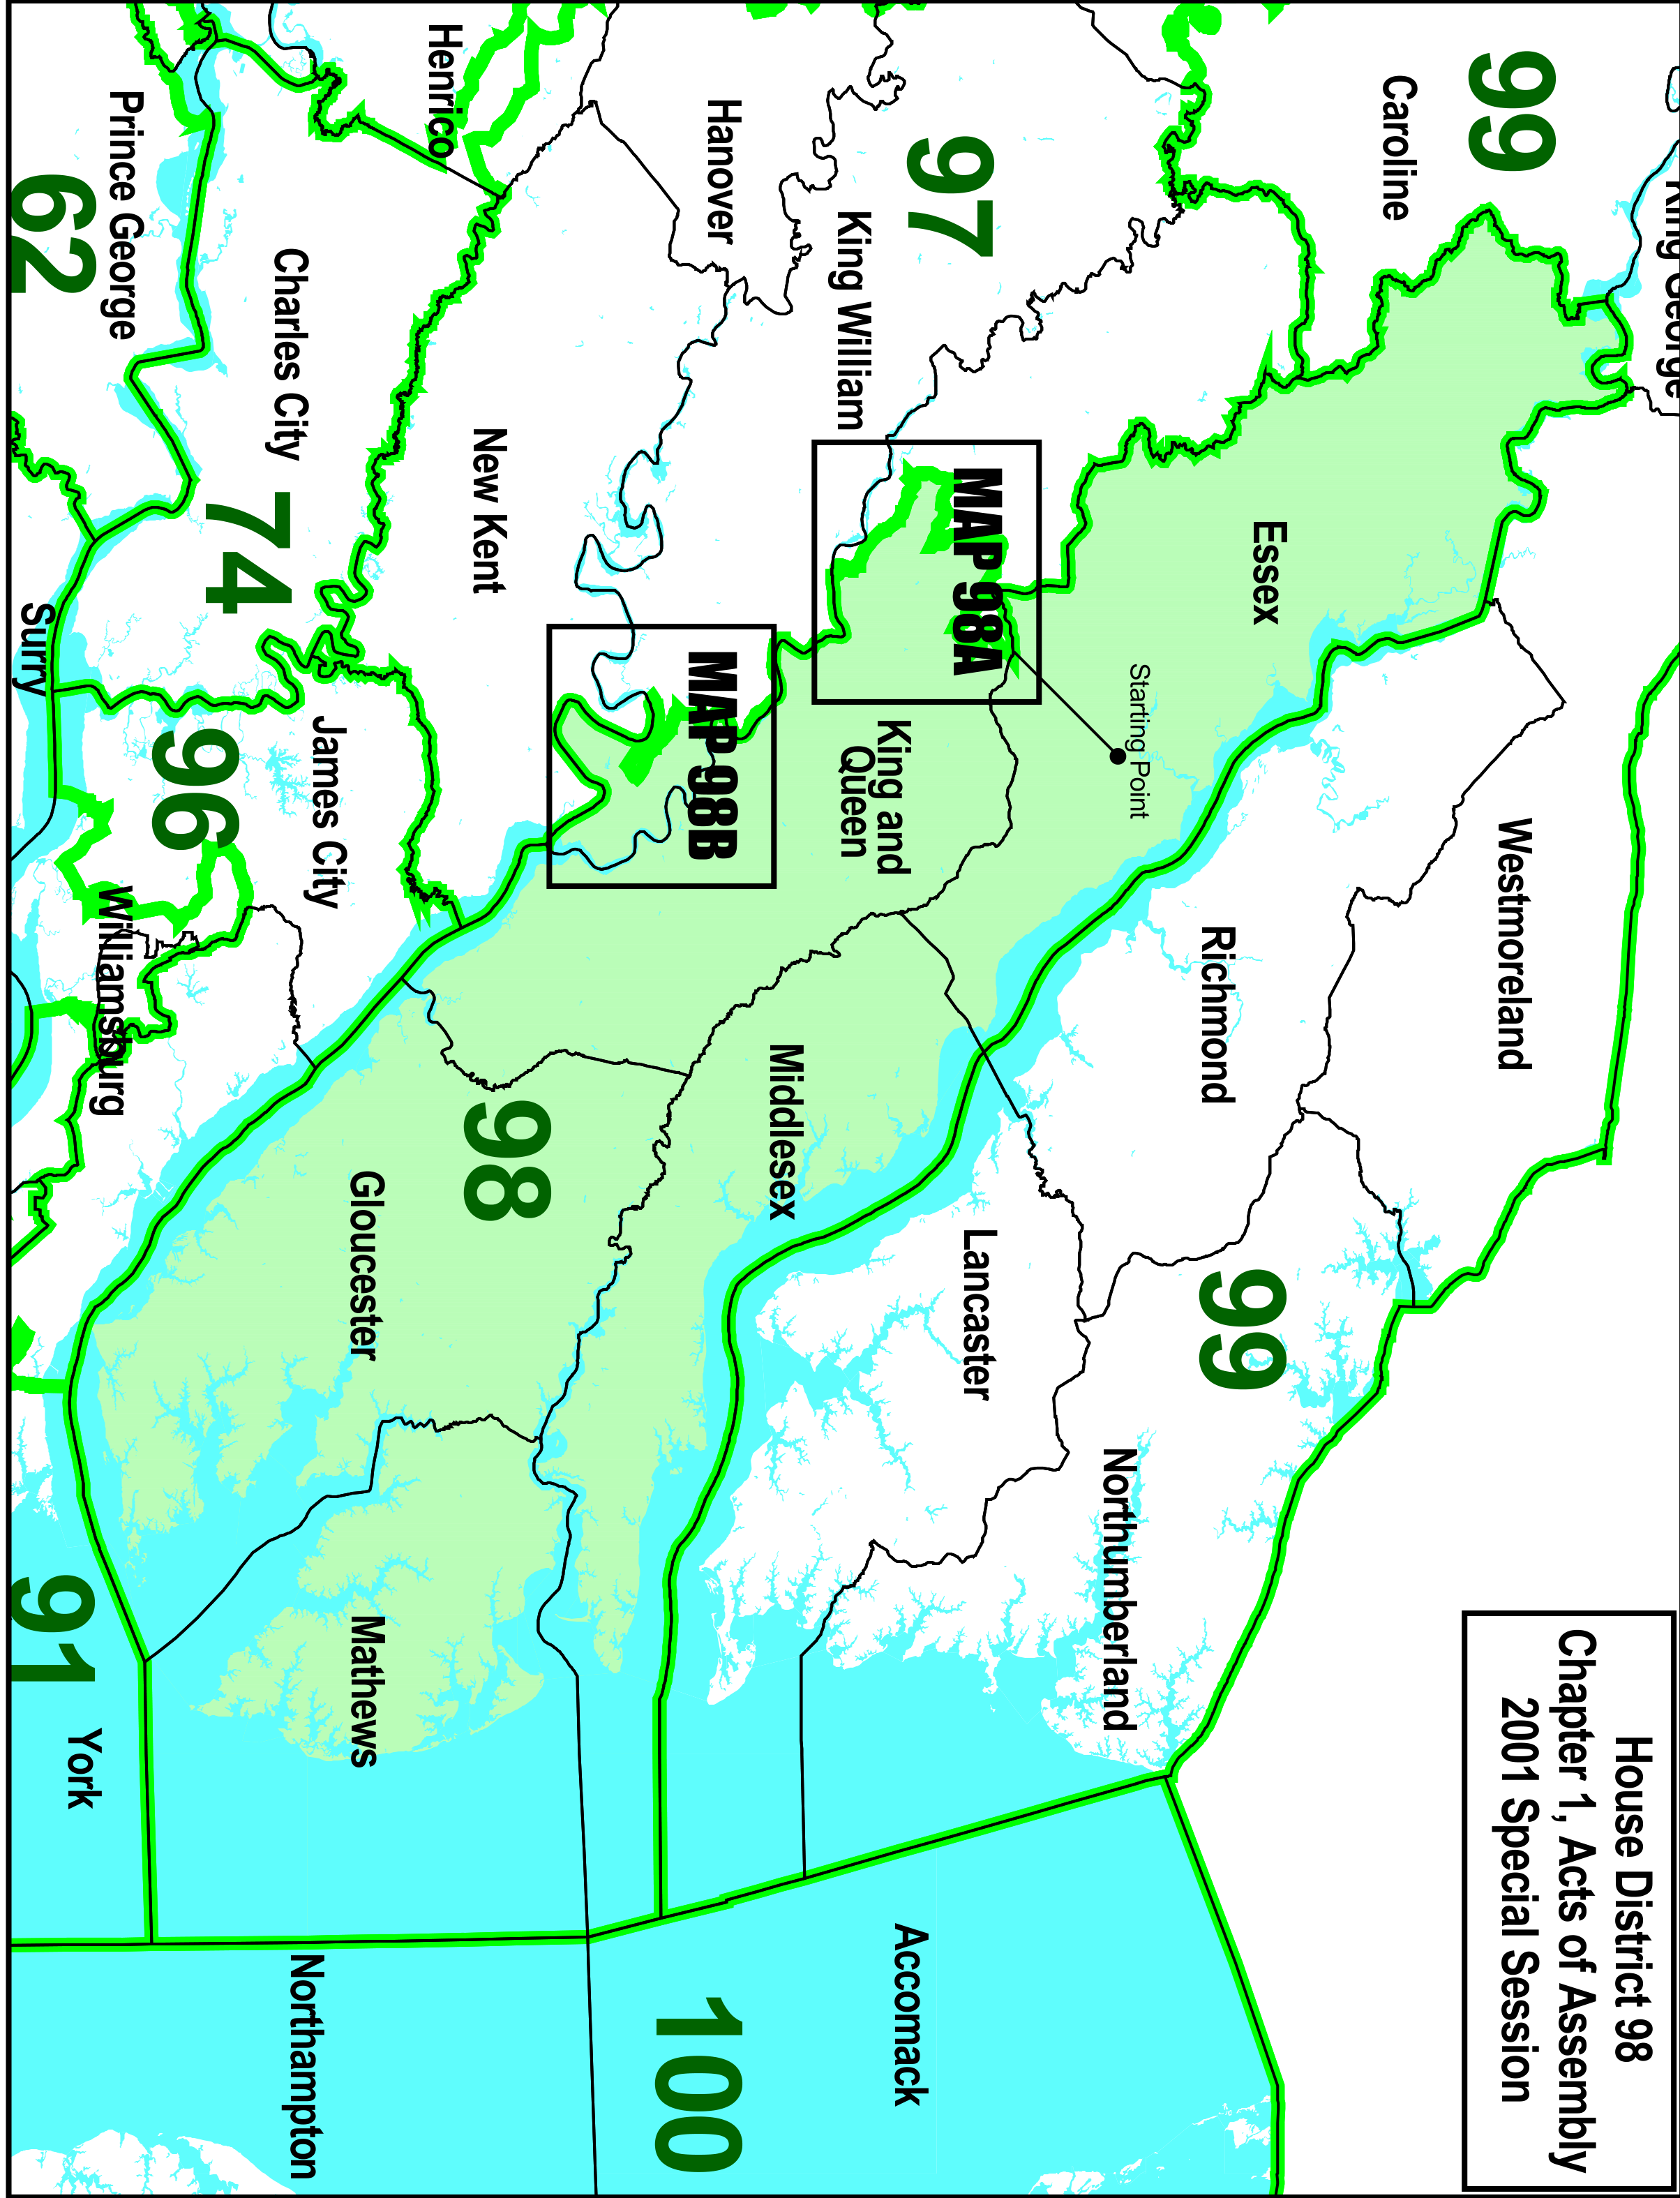 House District 98
Chapter 1, Acts of Assembly
2001 Special Session
King George
99
Caroline
Westmoreland
Essex
Richmond
99
Starting Point
Northumberland
97
MAP 98A
Lancaster
Accomack
King William
King and
Queen
Hanover
MAP 98B
Middlesex
100
New Kent
98
Henrico
Gloucester
Mathews
Northampton
Charles City
James City
74
96
Prince George
62
Williamsburg
Surry
91
York